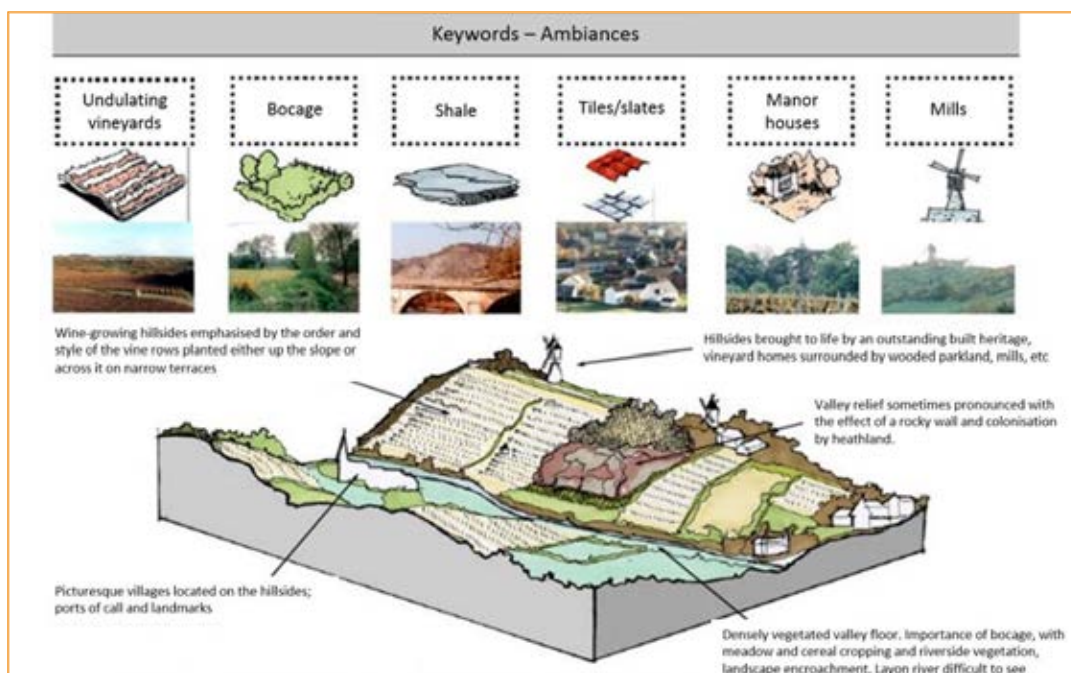 Keywords – Ambiances
Undulating
vineyards
Bocage
Shale
Tiles/slates
Manor
houses
Mills
Wine-growing hillsides emphasised by the order and
style of the vine rows planted either up the slope or
across it on narrow terraces
Hillsides brought to life by an outstanding built heritage,
vineyard homes surrounded by wooded parkland, mills, etc
Valley relief sometimes pronounced with
the effect of a rocky wall and colonisation
by heathland.
Picturesque villages located on the hillsides;
ports of call and landmarks
Densely vegetated valley floor. Importance of bocage, with
meadow and cereal cropping and riverside vegetation,
landscape encroachment. Layon river difficult to see